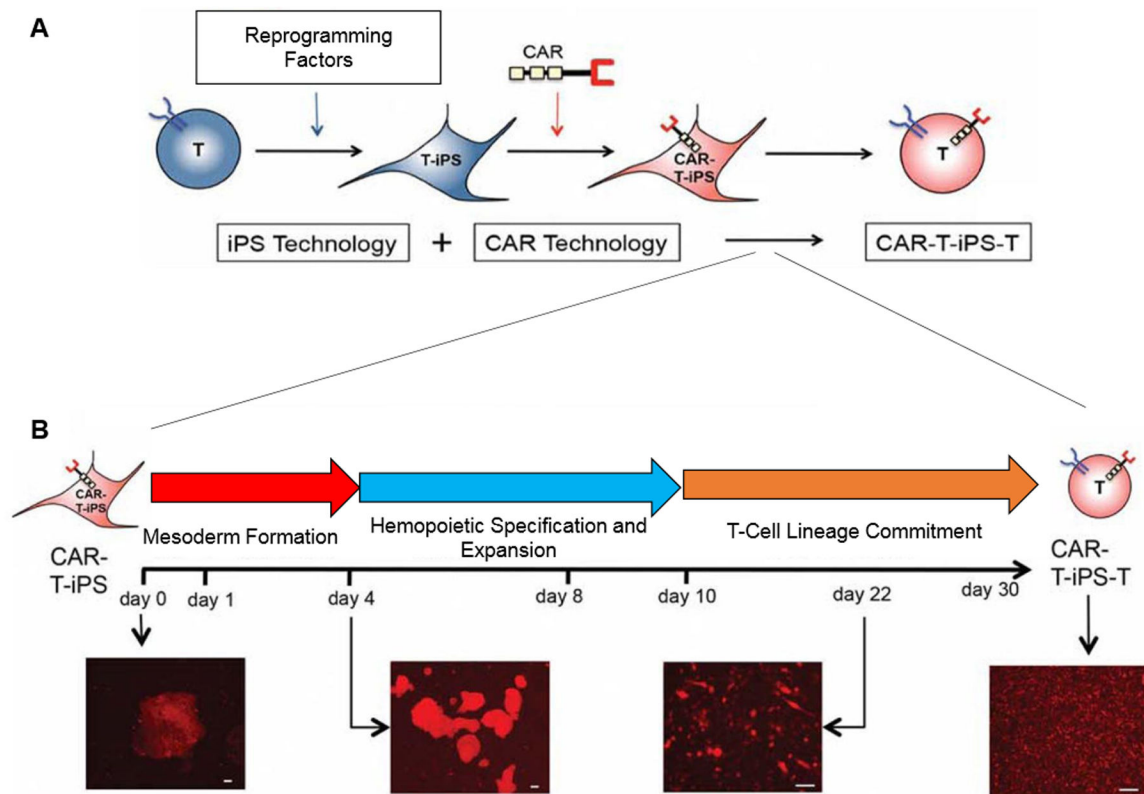 A
Reprogramming
Factors
CAR
T
T-iPS
CAR-
T-iPS
T
iPS Technology
+
CAR Technology
CAR-T-iPS-T
B
CAR-
T-iPS
Mesoderm Formation
Hemopoietic Specification and
Expansion
T-Cell Lineage Commitment
T
CAR-
T-iPS
CAR-
T-iPS-T
day 0
day 1
day 4
day 8
day 10
day 22
day 30